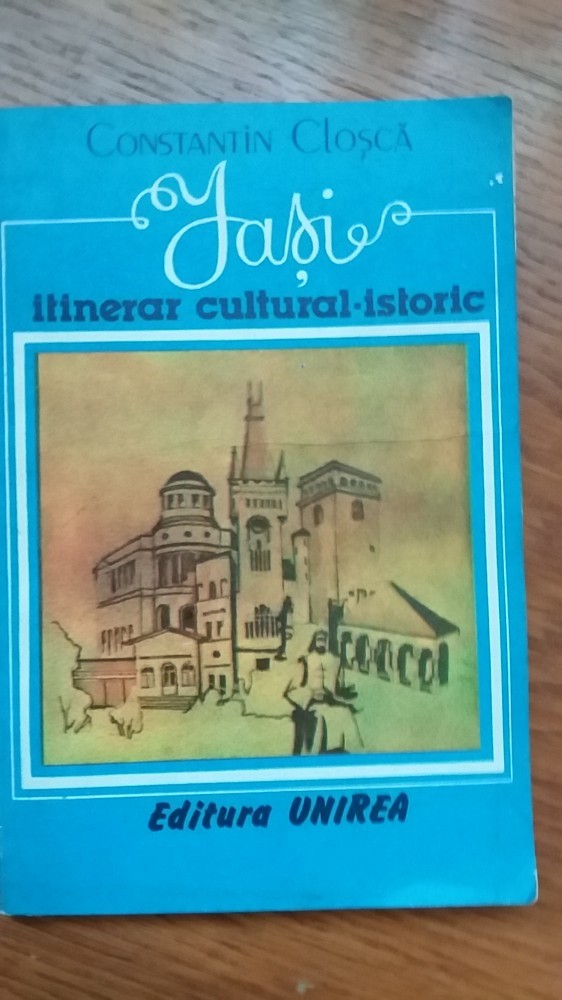 CONSTANTIN CLOȘCĂ
Iași
itinerar cultural-istoric
Editura UNIREA